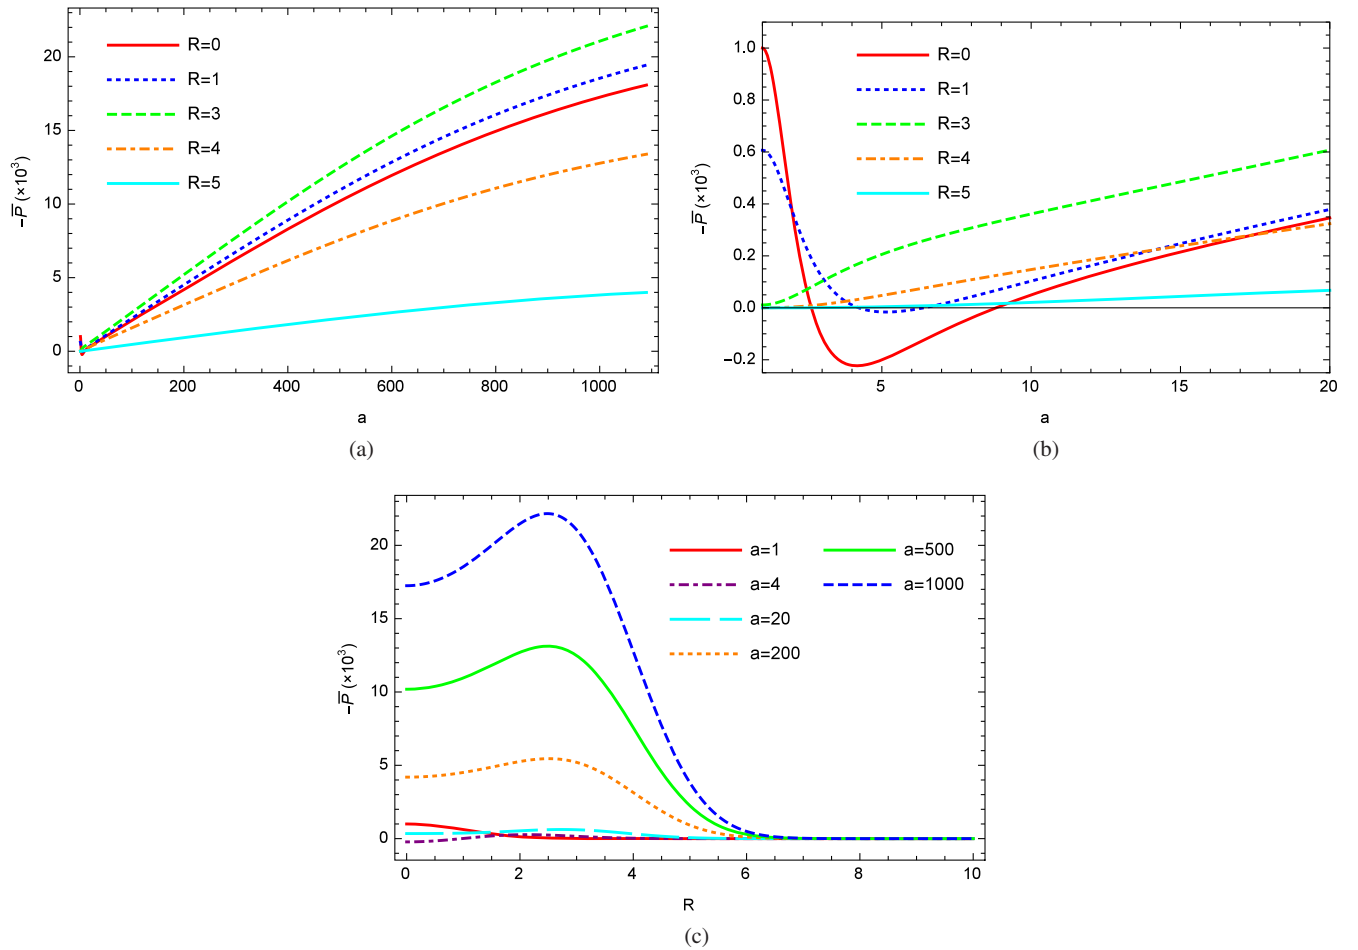 R=0
R=1
R=3
R=4
R=5
20
15
10
5
0
−P̅ (×10³)
0 200 400 600 800 1000
a
(a)
R=0
R=1
R=3
R=4
R=5
1.0
0.8
0.6
0.4
0.2
0.0
−0.2
−P̅ (×10³)
5 10 15 20
a
(b)
a=1 a=500
a=4 a=1000
a=20
a=200
20
15
10
5
0
−P̅ (×10³)
0 2 4 6 8 10
R
(c)